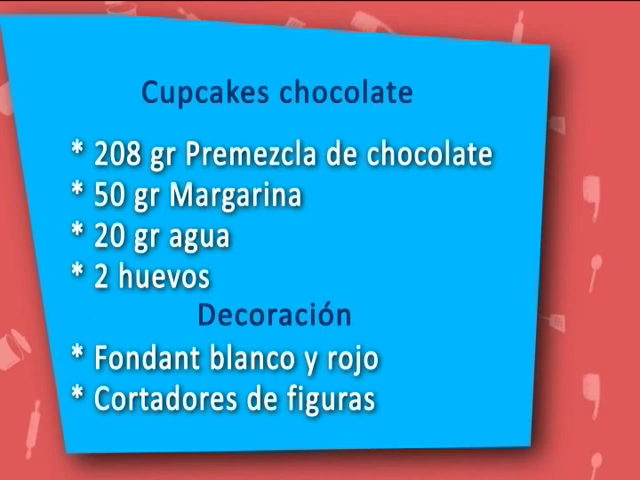 Cupcakes chocolate
* 208 gr Premezcla de chocolate
* 50 gr Margarina
* 20 gr agua
* 2 huevos
Decoración
* Fondant blanco y rojo
* Cortadores de figuras